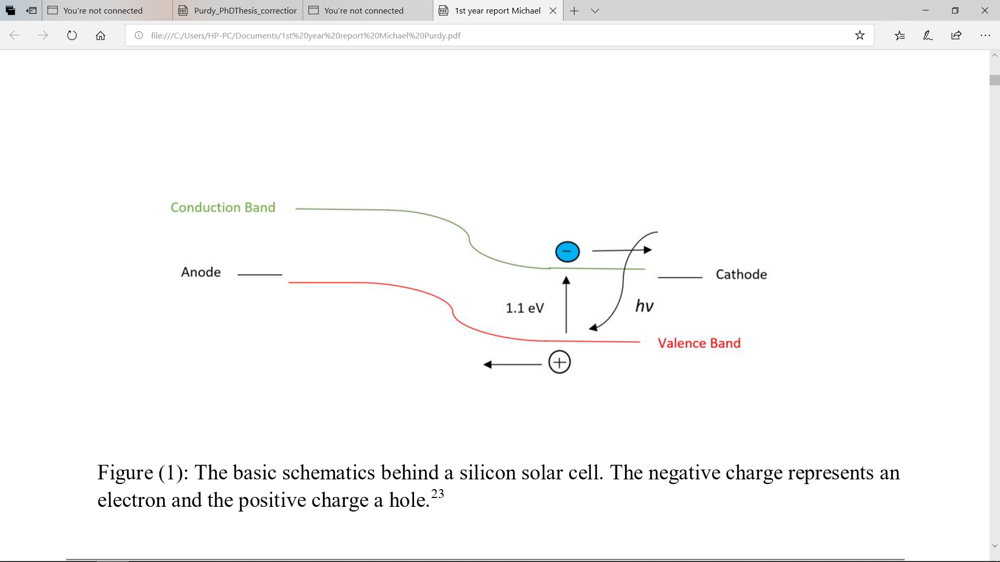 You're not connected
Purdy_PhDThesis_correction
You're not connected
1st year report Michael
file:///C:/Users/HP-PC/Documents/1st%20year%20report%20Michael%20Purdy.pdf
Conduction Band
−
Anode
Cathode
1.1 eV
hν
Valence Band
+
Figure (1): The basic schematics behind a silicon solar cell. The negative charge represents an
electron and the positive charge a hole.23